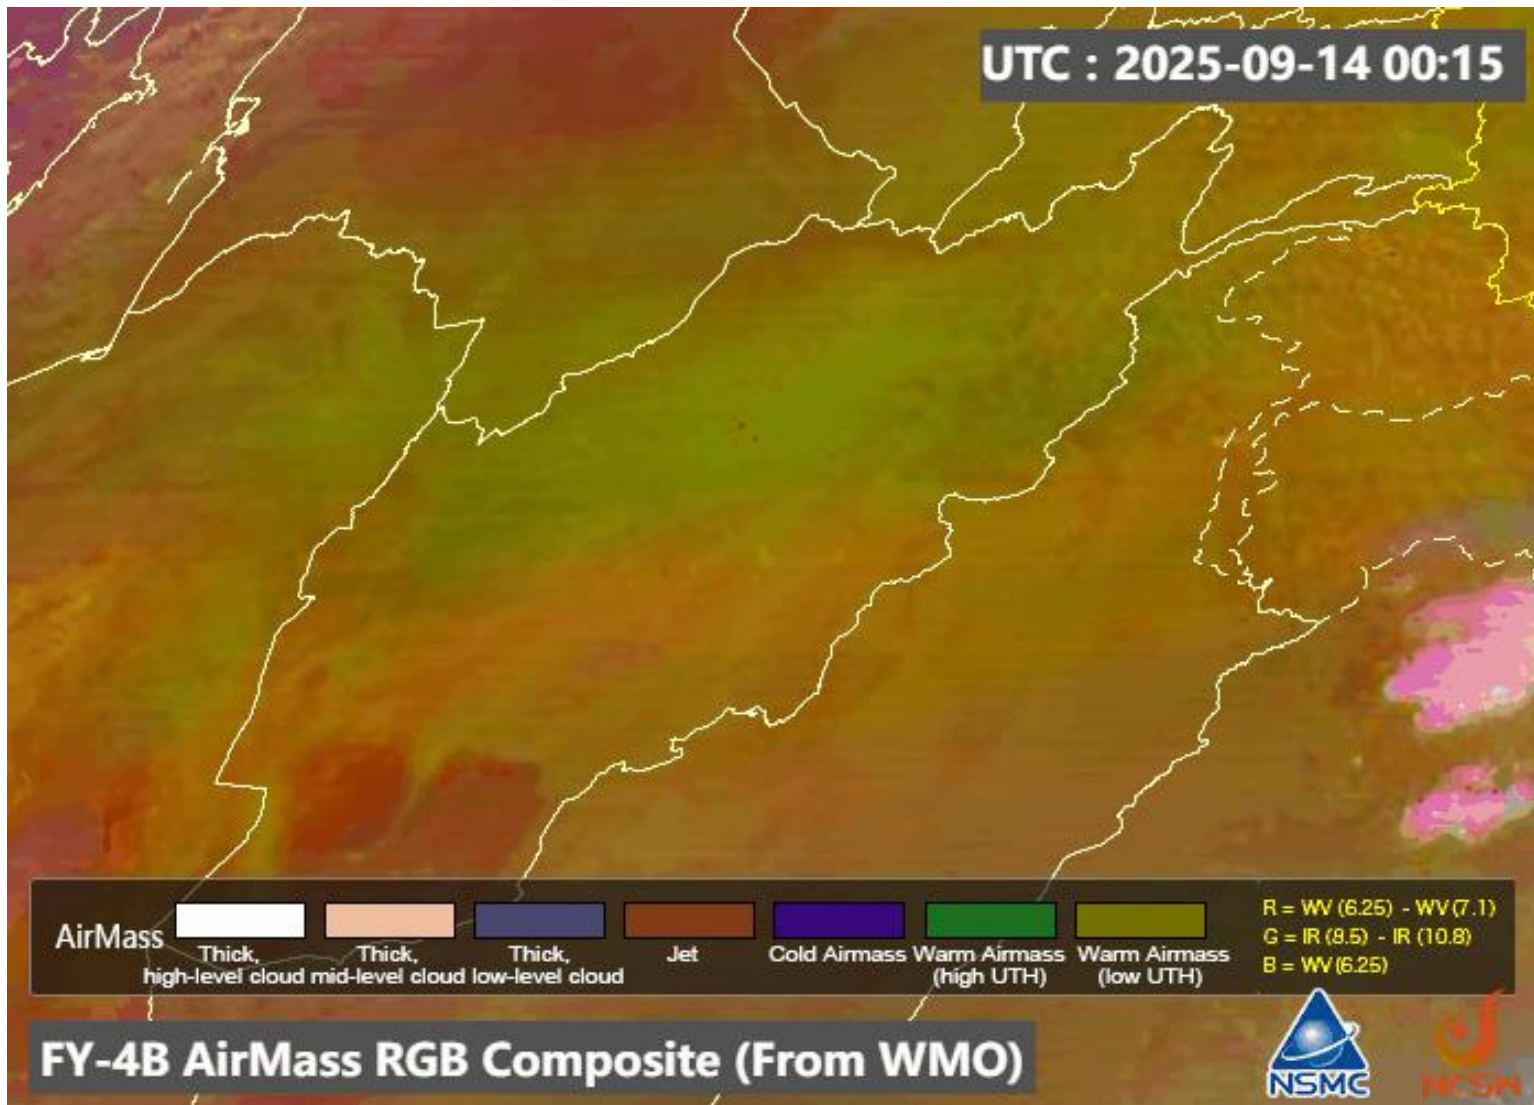 UTC : 2025-09-14 00:15
AirMass
Thick,
high-level cloud
Thick,
mid-level cloud
Thick,
low-level cloud
Jet
Cold Airmass
Warm Airmass
(high UTH)
Warm Airmass
(low UTH)
R = WV (6.25) - WV (7.1)
G = IR (8.5) - IR (10.8)
B = WV (6.25)
FY-4B AirMass RGB Composite (From WMO)
NSMC
NCSW